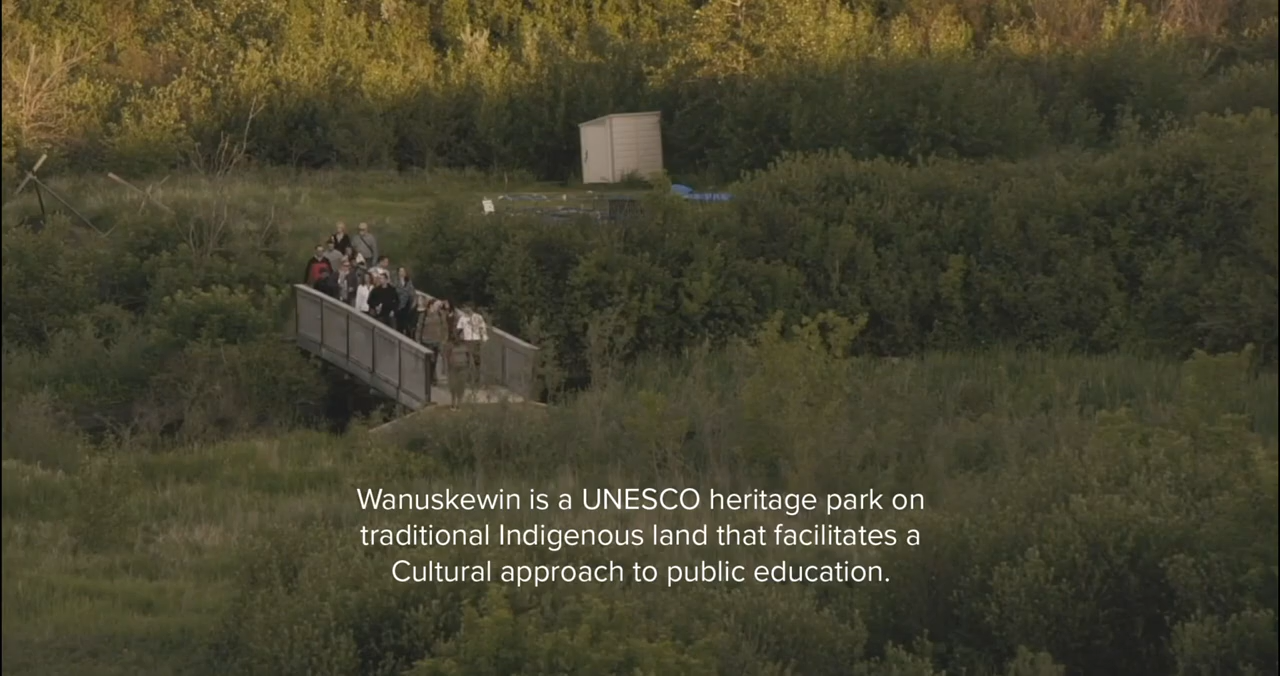 Wanuskewin is a UNESCO heritage park on
traditional Indigenous land that facilitates a
Cultural approach to public education.